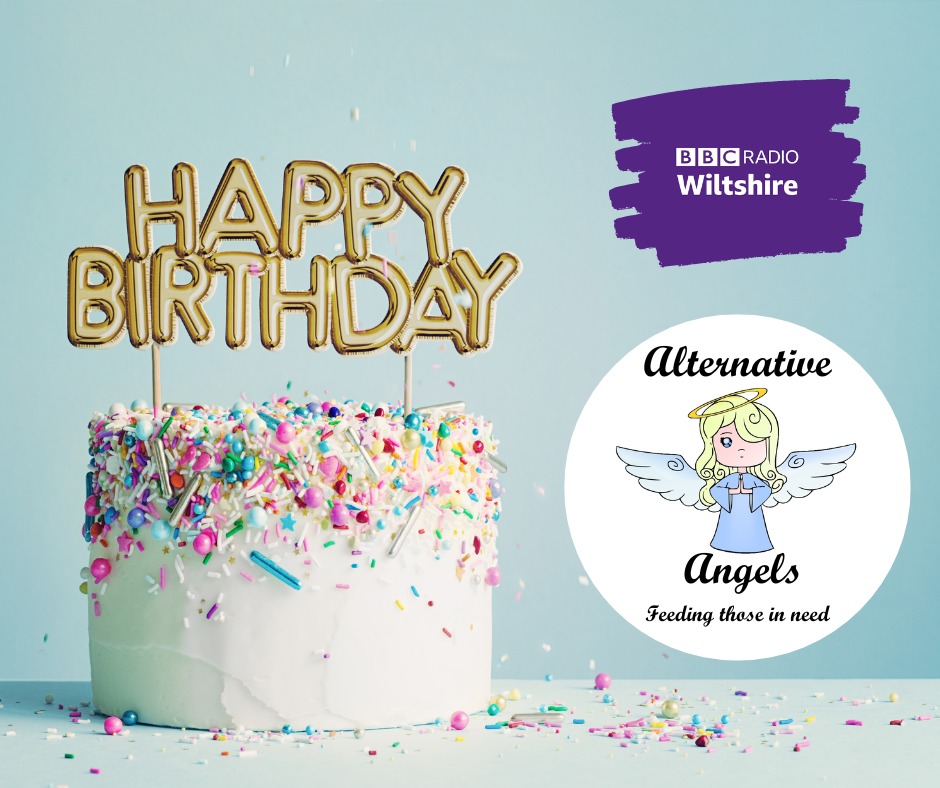 HAPPY
BIRTHDAY
BBC RADIO
Wiltshire
Alternative
Angels
Feeding those in need